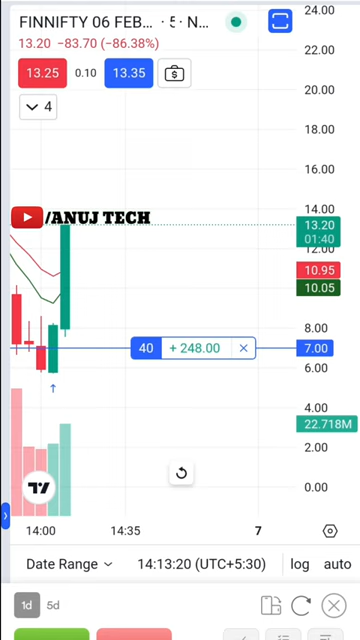 FINNIFTY 06 FEB... · 5 · N...
13.20 −83.70 (−86.38%)
13.25 0.10 13.35
4
24.00
22.00
20.00
18.00
16.00
14.00
/ANUJ TECH
13.20
01:40
12.00
10.95
10.05
8.00
40 + 248.00 ×
7.00
6.00
4.00
22.718M
2.00
0.00
14:00 14:35 7
Date Range 14:13:20 (UTC+5:30) log auto
1d 5d